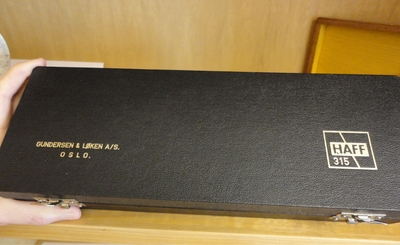 GUNDERSEN & LØKEN A/S.
OSLO.
HAFF
315